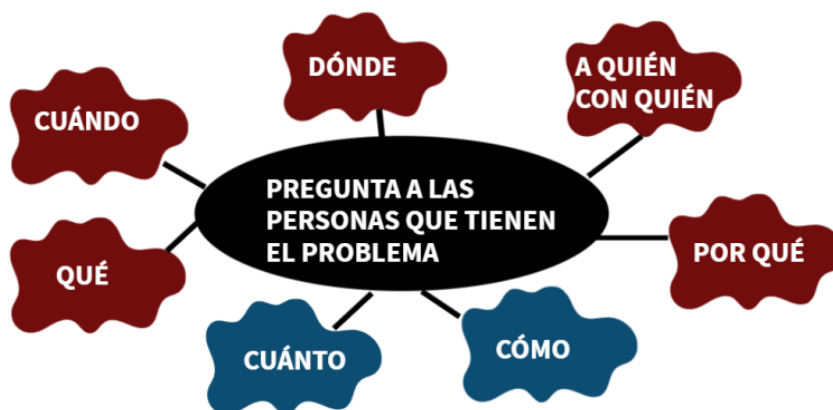 DÓNDE
A QUIÉN
CON QUIÉN
CUÁNDO
PREGUNTA A LAS
PERSONAS QUE TIENEN
EL PROBLEMA
QUÉ
POR QUÉ
CUÁNTO
CÓMO